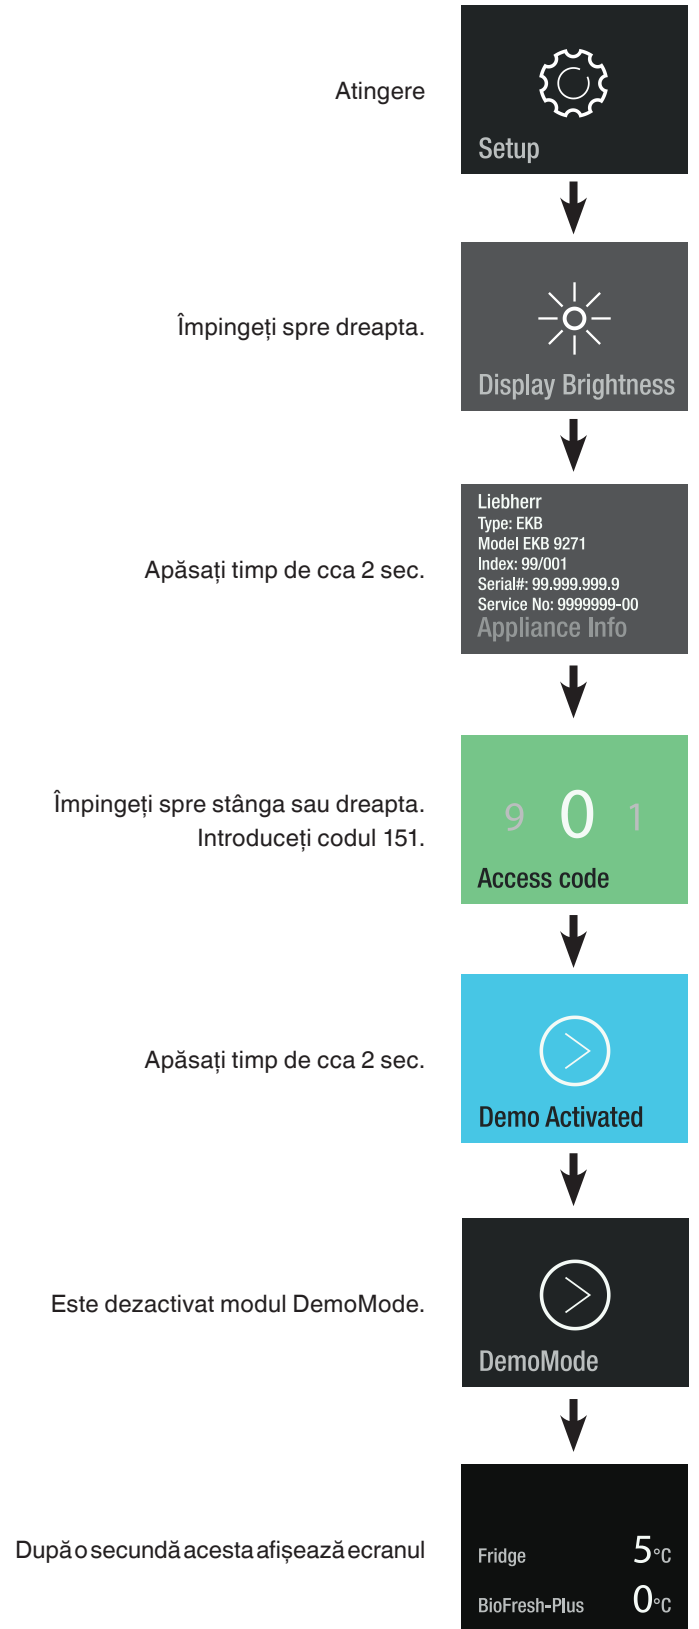 Atingere
Setup
Împingeți spre dreapta.
Display Brightness
Apăsați timp de cca 2 sec.
Liebherr
Type: EKB
Model EKB 9271
Index: 99/001
Serial#: 99.999.999.9
Service No: 9999999-00
Appliance Info
Împingeți spre stânga sau dreapta.
Introduceți codul 151.
9 0 1
Access code
Apăsați timp de cca 2 sec.
Demo Activated
Este dezactivat modul DemoMode.
DemoMode
După o secundă acesta afișează ecranul
Fridge 5°C
BioFresh-Plus 0°C